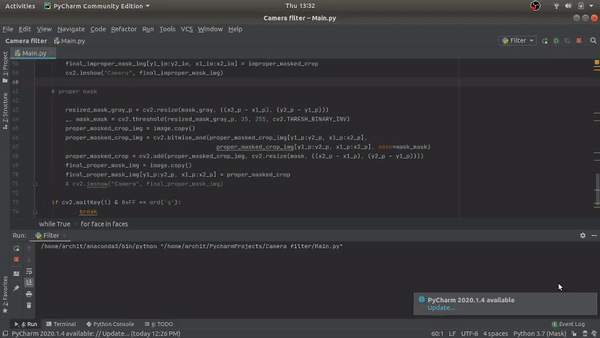 Activities PyCharm Community Edition Thu 13:32
Camera filter – Main.py
File Edit View Navigate Code Refactor Run Tools VCS Window Help
Camera filter Main.py Filter
Main.py
1: Project
7: Structure
2: Favorites
final_improper_mask_img[y1_im:y2_im, x1_im:x2_im] = improper_masked_crop
cv2.imshow("Camera", final_improper_mask_img)
# proper mask
resized_mask_gray_p = cv2.resize(mask_gray, ((x2_p - x1_p), (y2_p - y1_p)))
_, mask_mask = cv2.threshold(resized_mask_gray_p, 25, 255, cv2.THRESH_BINARY_INV)
proper_masked_crop_img = image.copy()
proper_masked_crop_img = cv2.bitwise_and(proper_masked_crop_img[y1_p:y2_p, x1_p:x2_p],
proper_masked_crop_img[y1_p:y2_p, x1_p:x2_p], mask=mask_mask)
proper_masked_crop = cv2.add(proper_masked_crop_img, cv2.resize(mask, ((x2_p - x1_p), (y2_p - y1_p))))
final_proper_mask_img = image.copy()
final_proper_mask_img[y1_p:y2_p, x1_p:x2_p] = proper_masked_crop
# cv2.imshow("Camera", final_proper_mask_img)
if cv2.waitKey(1) & 0xFF == ord('q'):
break
while True for face in faces
Run: Filter
/home/archit/anaconda3/bin/python "/home/archit/PycharmProjects/Camera filter/Main.py"
PyCharm 2020.1.4 available
Update...
4: Run Terminal Python Console 6: TODO Event Log
PyCharm 2020.1.4 available: // Update... (today 12:26 PM) 60:1 LF UTF-8 4 spaces Python 3.7 (Mask)